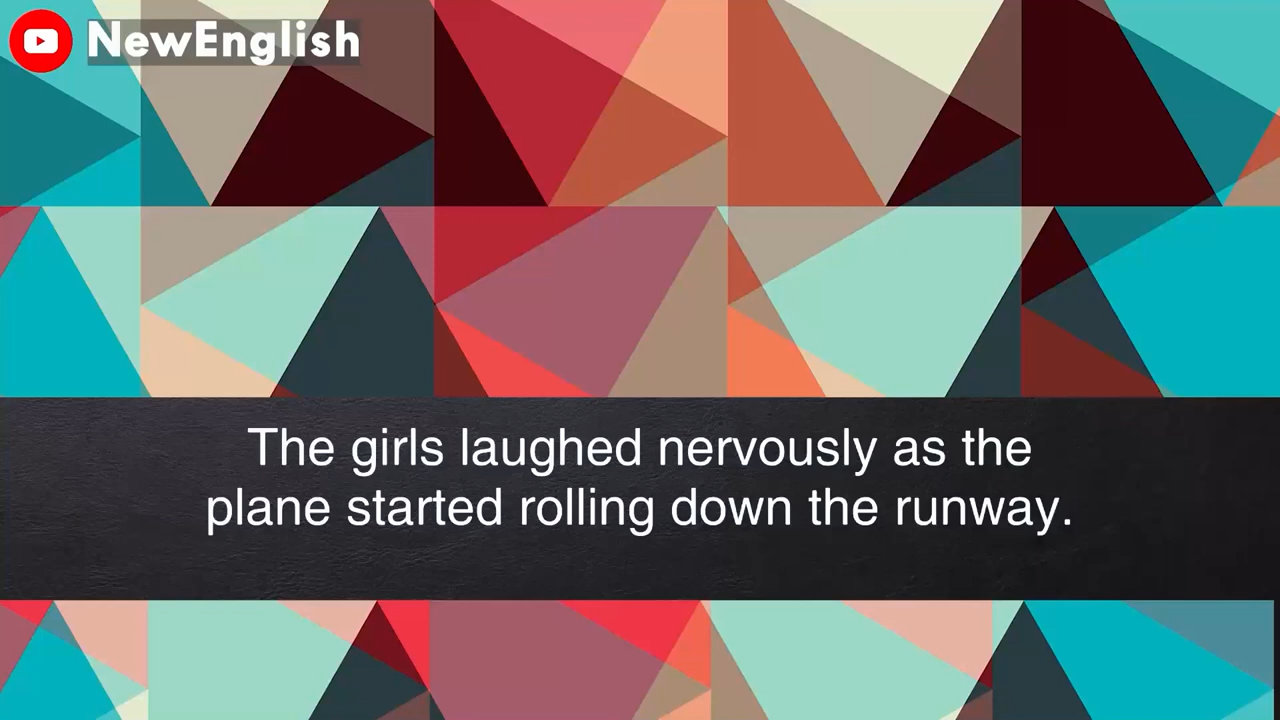 NewEnglish
The girls laughed nervously as the
plane started rolling down the runway.